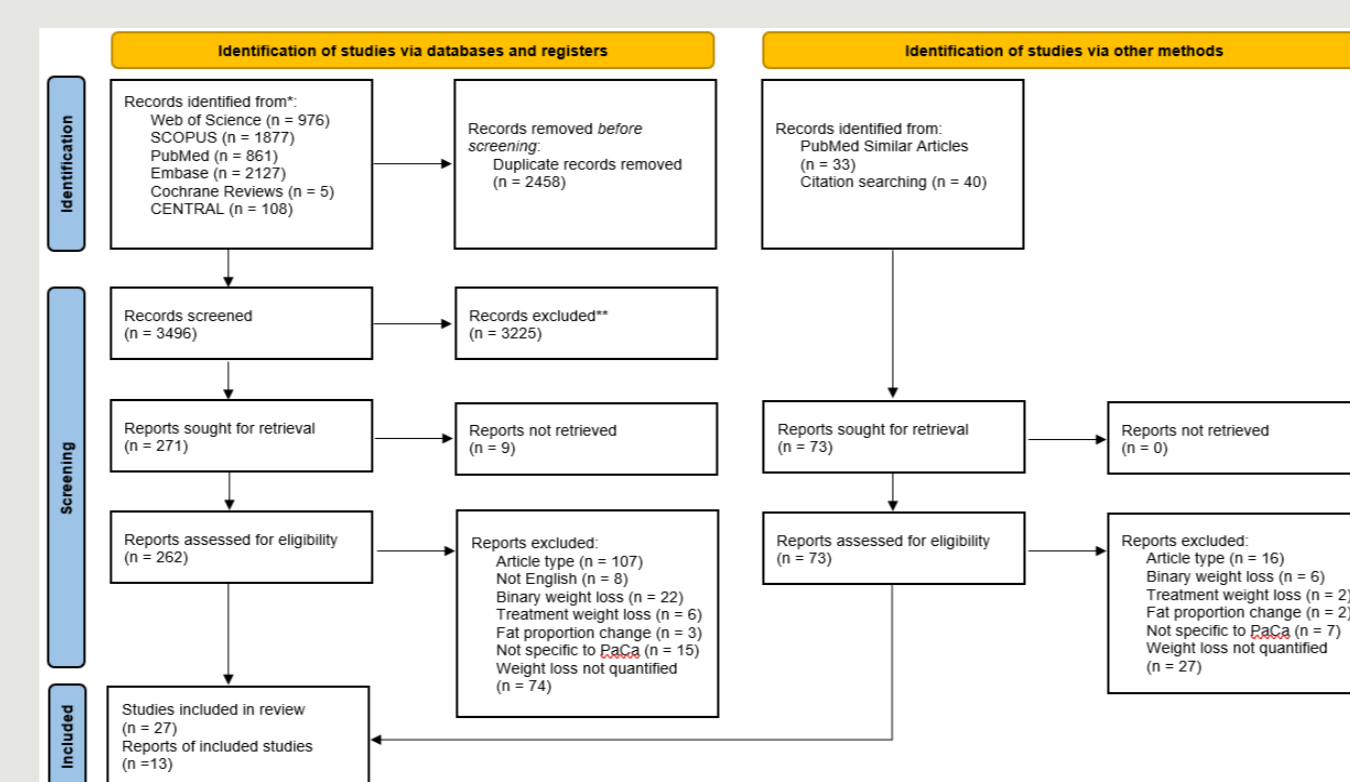 Identification of studies via databases and registers
Identification of studies via other methods
Identification
Records identified from*:
Web of Science (n = 976)
SCOPUS (n = 1877)
PubMed (n = 861)
Embase (n = 2127)
Cochrane Reviews (n = 5)
CENTRAL (n = 108)
Records removed before
screening:
Duplicate records removed
(n = 2458)
Records identified from:
PubMed Similar Articles
(n = 33)
Citation searching (n = 40)
Screening
Records screened
(n = 3496)
Records excluded**
(n = 3225)
Reports sought for retrieval
(n = 271)
Reports not retrieved
(n = 9)
Reports sought for retrieval
(n = 73)
Reports not retrieved
(n = 0)
Reports assessed for eligibility
(n = 262)
Reports excluded:
Article type (n = 107)
Not English (n = 8)
Binary weight loss (n = 22)
Treatment weight loss (n = 6)
Fat proportion change (n = 3)
Not specific to PaCa (n = 15)
Weight loss not quantified
(n = 74)
Reports assessed for eligibility
(n = 73)
Reports excluded:
Article type (n = 16)
Binary weight loss (n = 6)
Treatment weight loss (n = 2)
Fat proportion change (n = 2)
Not specific to PaCa (n = 7)
Weight loss not quantified
(n = 27)
Included
Studies included in review
(n = 27)
Reports of included studies
(n =13)